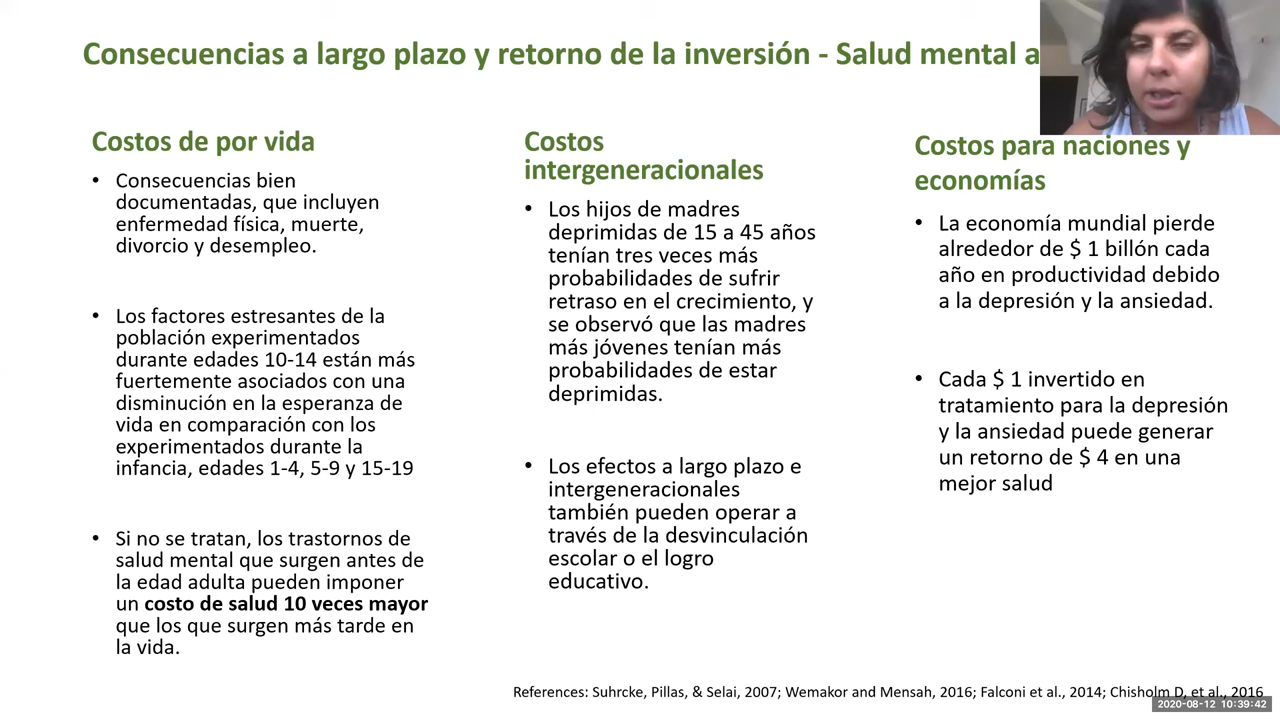 Consecuencias a largo plazo y retorno de la inversión - Salud mental a
Costos de por vida
• Consecuencias bien
documentadas, que incluyen
enfermedad física, muerte,
divorcio y desempleo.
• Los factores estresantes de la
población experimentados
durante edades 10-14 están más
fuertemente asociados con una
disminución en la esperanza de
vida en comparación con los
experimentados durante la
infancia, edades 1-4, 5-9 y 15-19
• Si no se tratan, los trastornos de
salud mental que surgen antes de
la edad adulta pueden imponer
un costo de salud 10 veces mayor
que los que surgen más tarde en
la vida.
Costos
intergeneracionales
• Los hijos de madres
deprimidas de 15 a 45 años
tenían tres veces más
probabilidades de sufrir
retraso en el crecimiento, y
se observó que las madres
más jóvenes tenían más
probabilidades de estar
deprimidas.
• Los efectos a largo plazo e
intergeneracionales
también pueden operar a
través de la desvinculación
escolar o el logro
educativo.
Costos para naciones y
economías
• La economía mundial pierde
alrededor de $ 1 billón cada
año en productividad debido
a la depresión y la ansiedad.
• Cada $ 1 invertido en
tratamiento para la depresión
y la ansiedad puede generar
un retorno de $ 4 en una
mejor salud
References: Suhrcke, Pillas, & Selai, 2007; Wemakor and Mensah, 2016; Falconi et al., 2014; Chisholm D, et al., 2016
2020-08-12 10:39:42